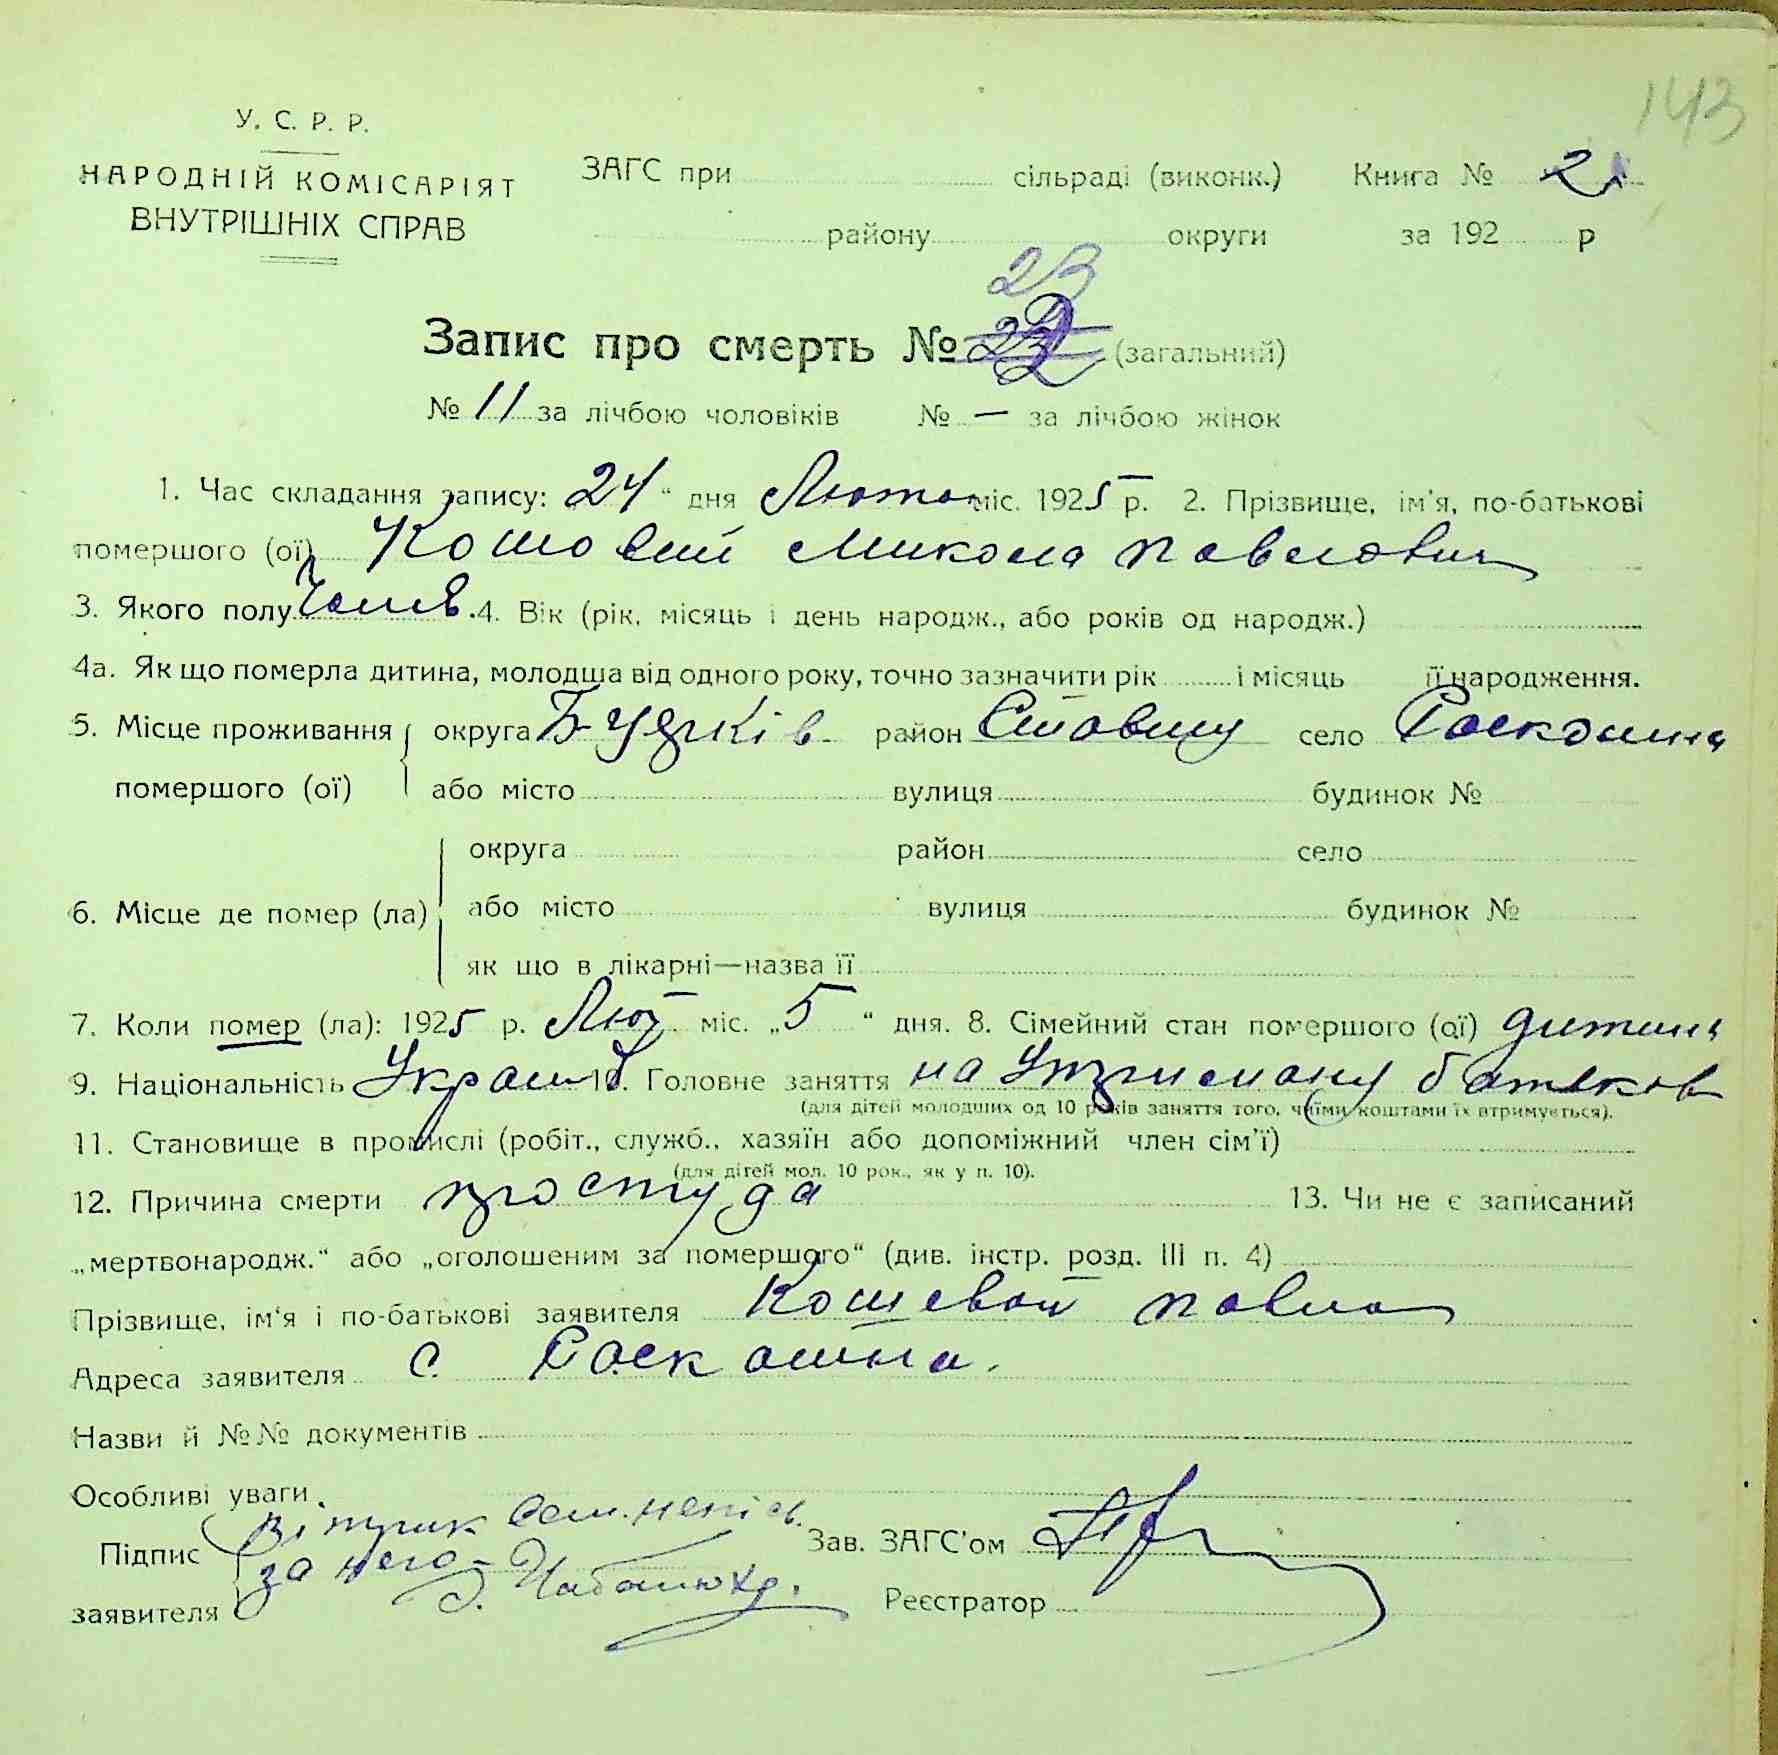 143
У. С. Р. Р.
НАРОДНІЙ КОМІСАРІЯТ
ВНУТРІШНІХ СПРАВ
ЗАГС при сільраді (виконк.) Книга № 2
району округи за 192 р
23
Запис про смерть № (загальний)
№ 11 за лічбою чоловіків № — за лічбою жінок
1. Час складання запису: „24“ дня Лютого міс. 1925 р. 2. Прізвище, ім'я, по-батькові
помершого (ої) Кошовий Микола Павлович
3. Якого полу Чолов. 4. Вік (рік, місяць і день народж., або років од народж.)
4а. Як що померла дитина, молодша від одного року, точно зазначити рік і місяць її народження.
5. Місце проживання округа район Ставищ село Роскошна
помершого (ої) або місто вулиця будинок №
округа район село
6. Місце де помер (ла) або місто вулиця будинок №
як що в лікарні—назва її
7. Коли помер (ла): 1925 р. Лют міс. „5“ дня. 8. Сімейний стан помершого (ої) дитина
9. Національність Україн 10. Головне заняття на утриманку батьков
(для дітей молодших од 10 років заняття того, чиїми коштами їх втримується).
11. Становище в промислі (робіт., служб., хазяїн або допоміжний член сім'ї)
(для дітей мол. 10 рок., як у п. 10).
12. Причина смерти простуда 13. Чи не є записаний
„мертвонародж.“ або „оголошеним за помершого“ (див. інстр. розд. III п. 4)
Прізвище, ім'я і по-батькові заявителя Кошевой Павло
Адреса заявителя с. Роскошна.
Назви й №№ документів
Особливі уваги
Підпис за него Зав. ЗАГС'ом
заявителя Реєстратор